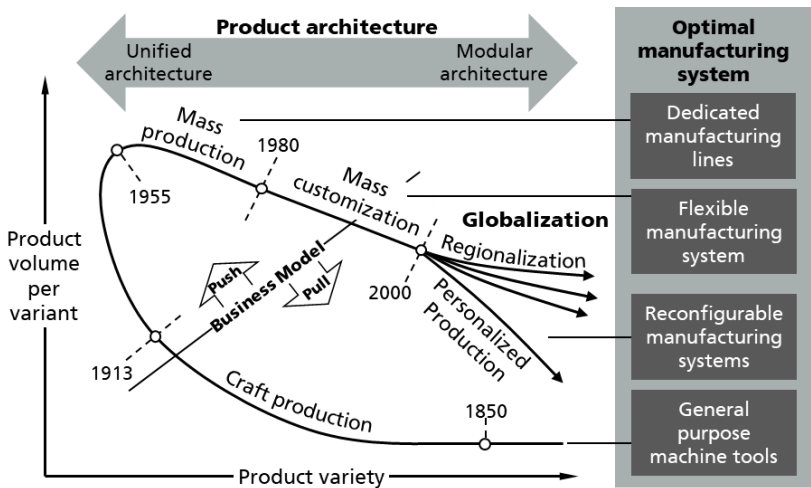 Product architecture
Unified
architecture
Modular
architecture
Optimal
manufacturing
system
Mass
production
1980
Mass
customization
1955
Globalization
Regionalization
Product
volume
per
variant
Push
Business Model
Pull
2000
Personalized
Production
1913
Craft production
1850
Product variety
Dedicated
manufacturing
lines
Flexible
manufacturing
system
Reconfigurable
manufacturing
systems
General
purpose
machine tools